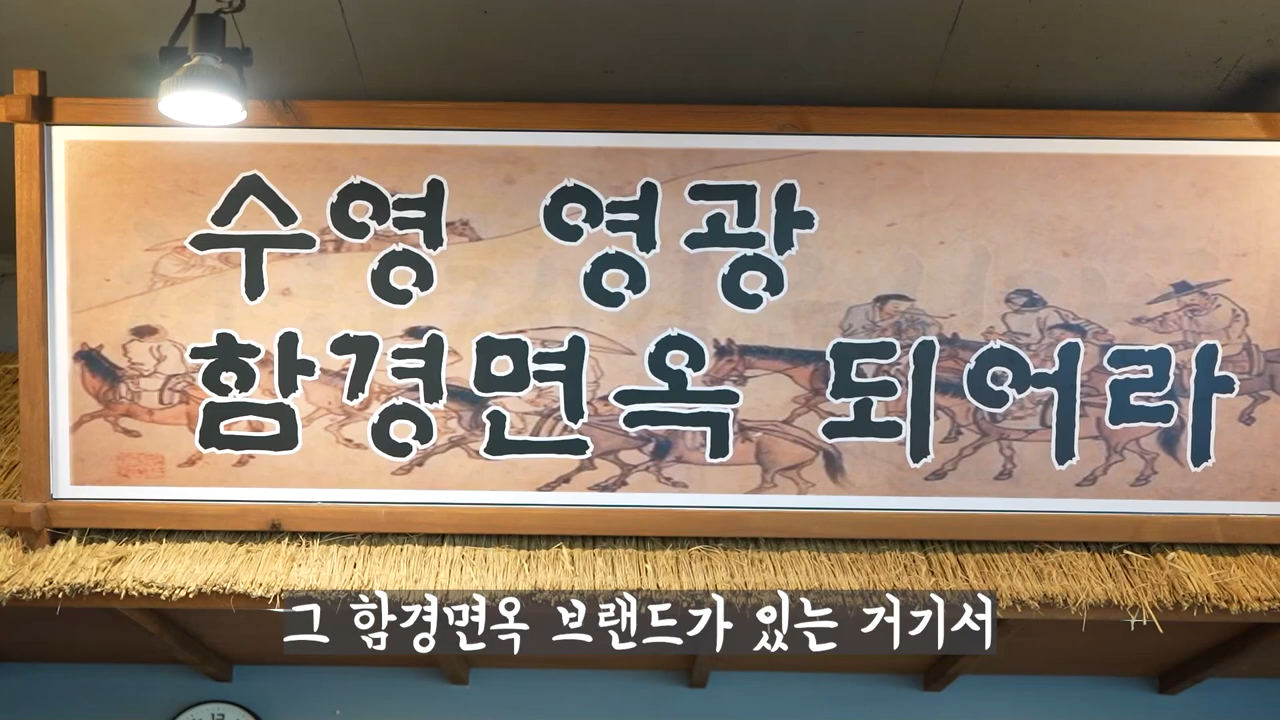 수영 영광
함경면옥 되어라
그 함경면옥 브랜드가 있는 거기서
12